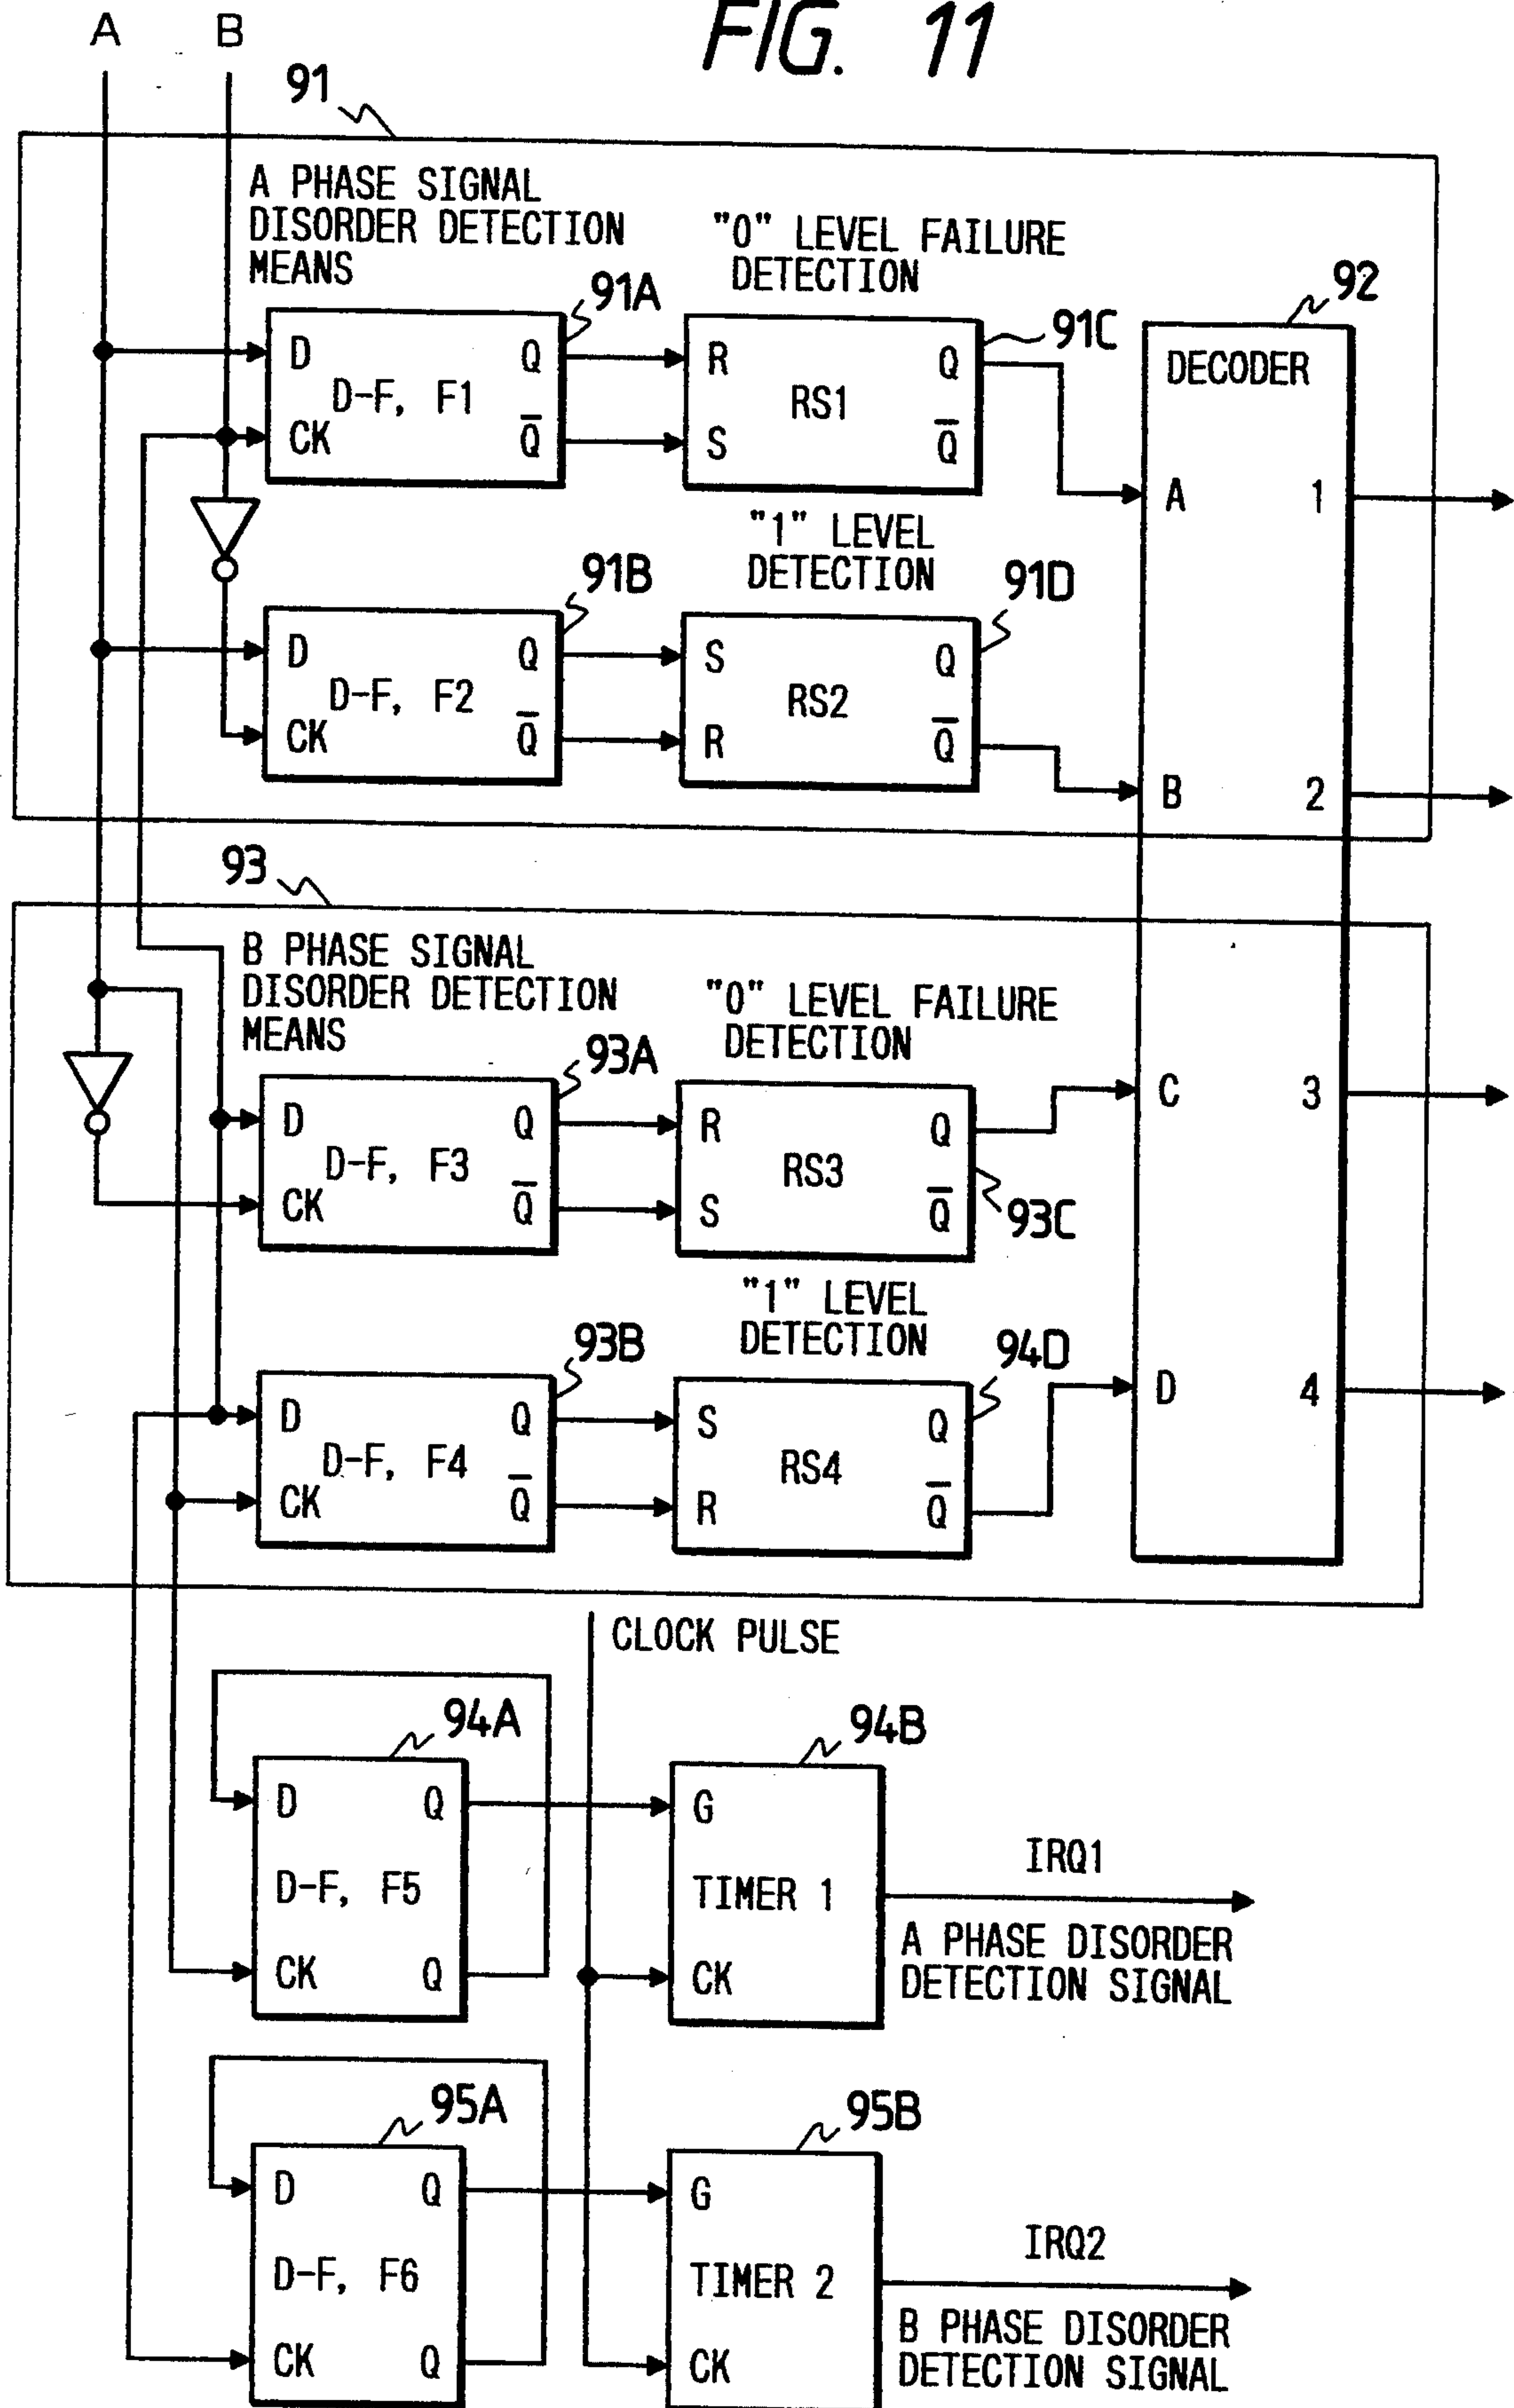 FIG. 11
A B
91
A PHASE SIGNAL
DISORDER DETECTION
MEANS
"0" LEVEL FAILURE
DETECTION
91A
91C
92
D Q
D-F, F1
CK Q̅
R Q
RS1
S Q̅
DECODER
A 1
"1" LEVEL
DETECTION
91B
91D
D Q
D-F, F2
CK Q̅
S Q
RS2
R Q̅
B 2
93
B PHASE SIGNAL
DISORDER DETECTION
MEANS
"0" LEVEL FAILURE
DETECTION
93A
93C
D Q
D-F, F3
CK Q̅
R Q
RS3
S Q̅
C 3
"1" LEVEL
DETECTION
93B
94D
D Q
D-F, F4
CK Q̅
S Q
RS4
R Q̅
D 4
CLOCK PULSE
94A
94B
D Q
D-F, F5
CK Q
G
TIMER 1
CK
IRQ1
A PHASE DISORDER
DETECTION SIGNAL
95A
95B
D Q
D-F, F6
CK Q
G
TIMER 2
CK
IRQ2
B PHASE DISORDER
DETECTION SIGNAL